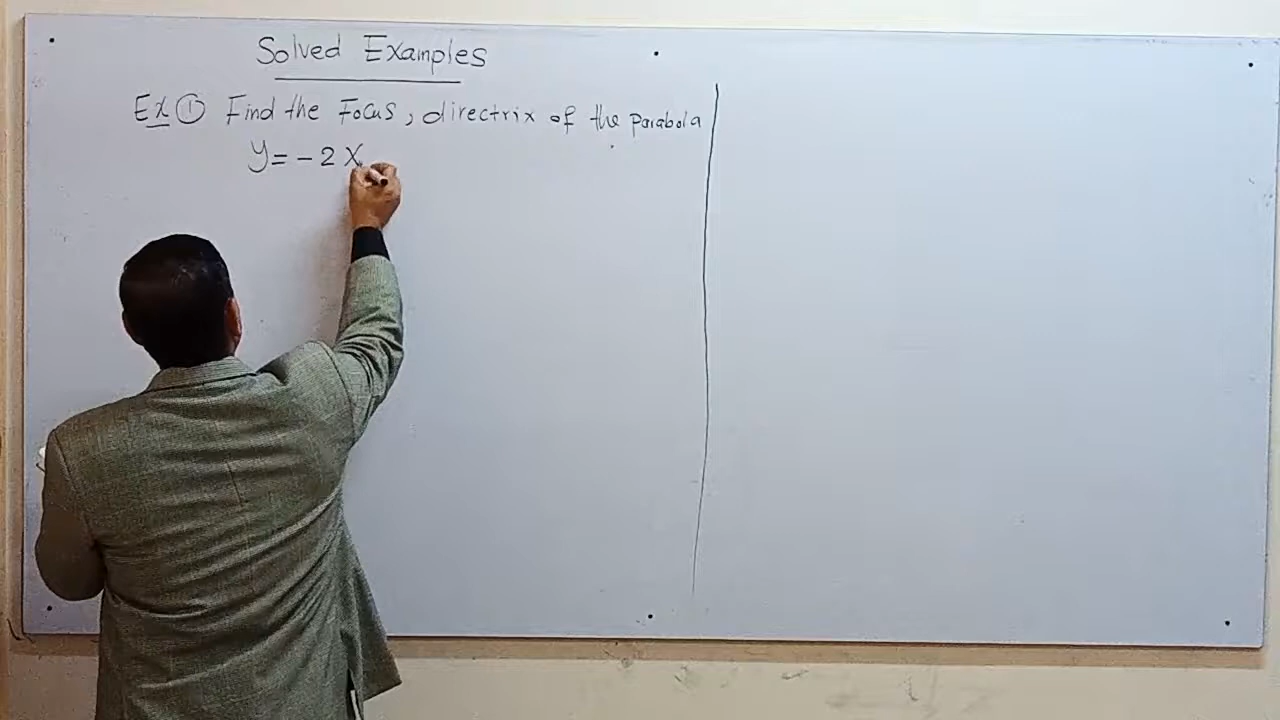 Solved Examples
Ex ① Find the Focus, directrix of the parabola
y = - 2 X